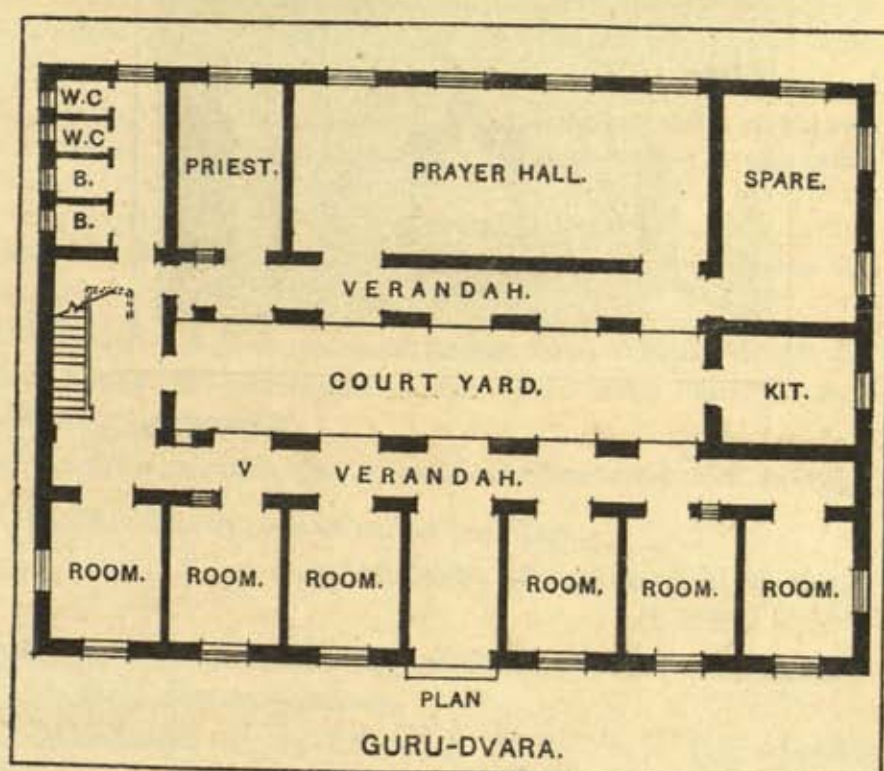 W.C
W.C
B.
B.
PRIEST.
PRAYER HALL.
SPARE.
VERANDAH.
COURT YARD.
KIT.
V
VERANDAH.
ROOM.
ROOM.
ROOM.
ROOM.
ROOM.
ROOM.
PLAN
GURU-DVARA.